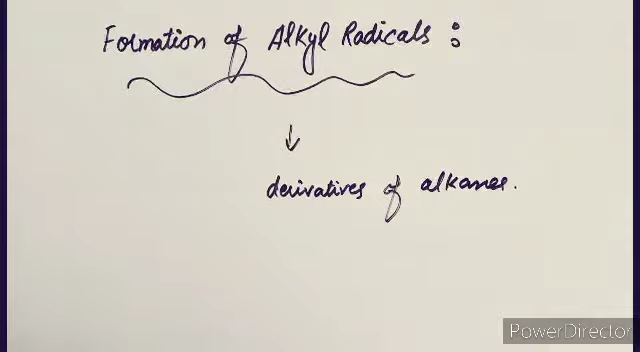 Formation of Alkyl Radicals :
↓
derivatives of alkanes.
PowerDirector